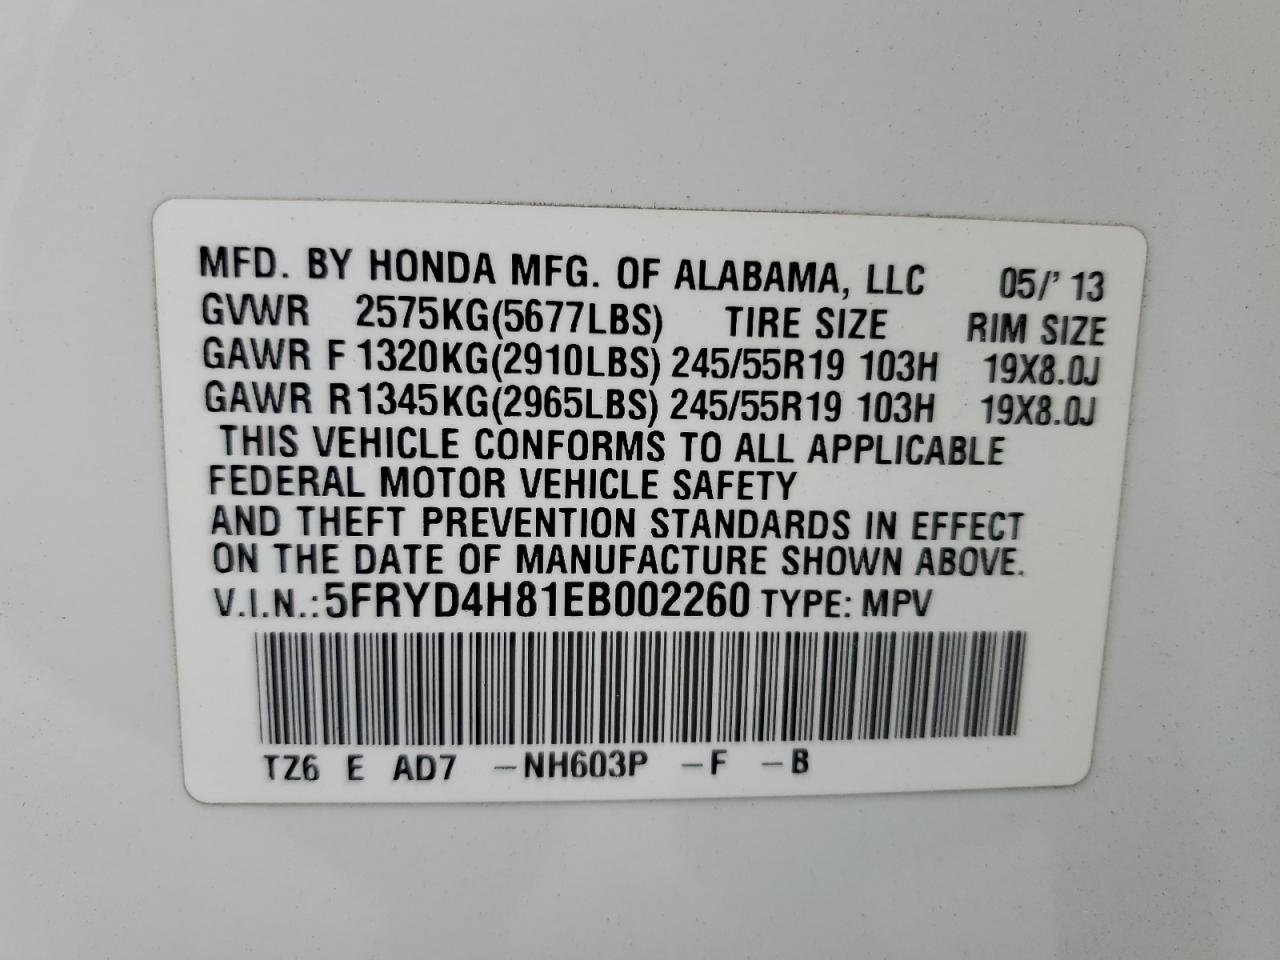 MFD. BY HONDA MFG. OF ALABAMA, LLC 05/' 13
GVWR 2575KG(5677LBS) TIRE SIZE RIM SIZE
GAWR F 1320KG(2910LBS) 245/55R19 103H 19X8.0J
GAWR R1345KG(2965LBS) 245/55R19 103H 19X8.0J
THIS VEHICLE CONFORMS TO ALL APPLICABLE
FEDERAL MOTOR VEHICLE SAFETY
AND THEFT PREVENTION STANDARDS IN EFFECT
ON THE DATE OF MANUFACTURE SHOWN ABOVE.
V.I.N.:5FRYD4H81EB002260 TYPE: MPV
TZ6 E AD7 -NH603P -F -B